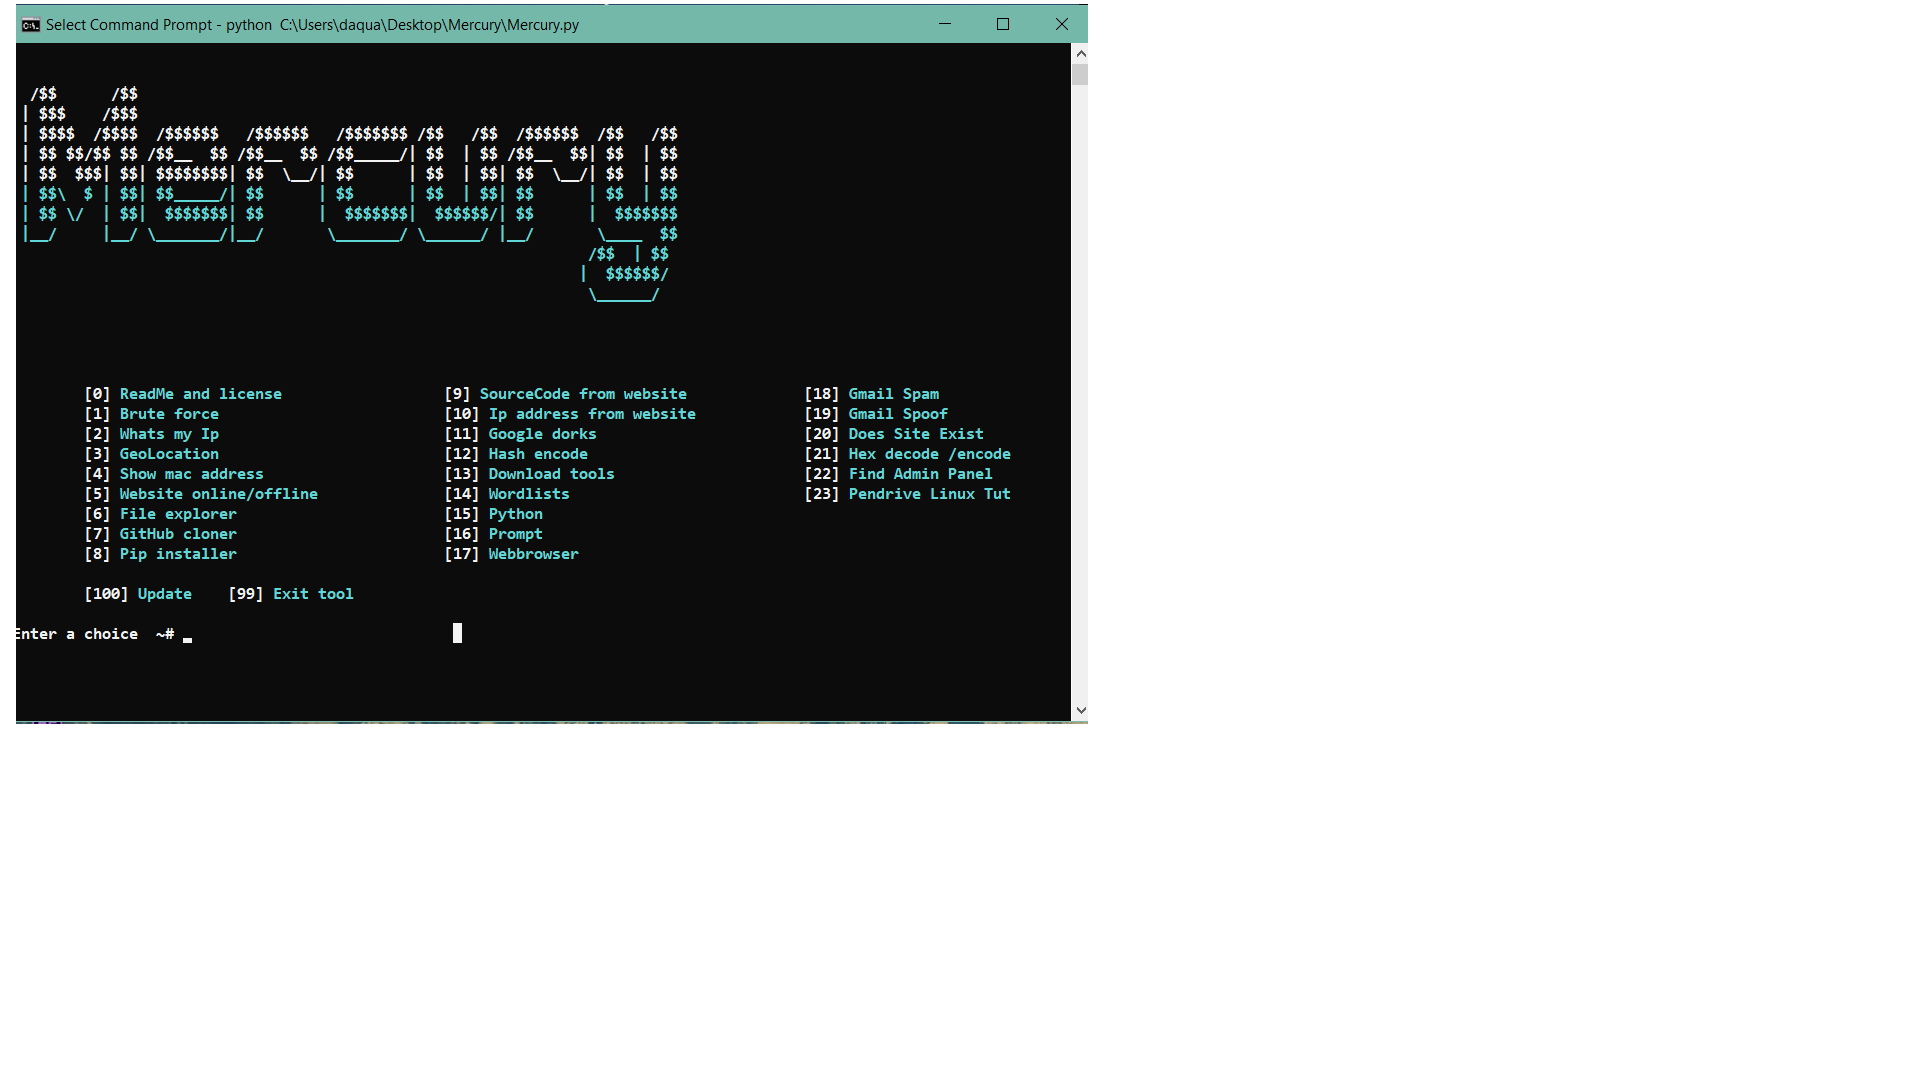 Select Command Prompt - python  C:\Users\daqua\Desktop\Mercury\Mercury.py
 /$$      /$$
| $$$    /$$$
| $$$$  /$$$$  /$$$$$$   /$$$$$$   /$$$$$$$ /$$   /$$  /$$$$$$  /$$   /$$
| $$ $$/$$ $$ /$$__  $$ /$$__  $$ /$$_____/| $$  | $$ /$$__  $$| $$  | $$
| $$  $$$| $$| $$$$$$$$| $$  \__/| $$      | $$  | $$| $$  \__/| $$  | $$
| $$\  $ | $$| $$_____/| $$      | $$      | $$  | $$| $$      | $$  | $$
| $$ \/  | $$|  $$$$$$$| $$      |  $$$$$$$|  $$$$$$/| $$      |  $$$$$$$
|__/     |__/ \_______/|__/       \_______/ \______/ |__/       \____  $$
                                                               /$$  | $$
                                                              |  $$$$$$/
                                                               \______/
[0] ReadMe and license	[9] SourceCode from website	[18] Gmail Spam
[1] Brute force	[10] Ip address from website	[19] Gmail Spoof
[2] Whats my Ip	[11] Google dorks	[20] Does Site Exist
[3] GeoLocation	[12] Hash encode	[21] Hex decode /encode
[4] Show mac address	[13] Download tools	[22] Find Admin Panel
[5] Website online/offline	[14] Wordlists	[23] Pendrive Linux Tut
[6] File explorer	[15] Python
[7] GitHub cloner	[16] Prompt
[8] Pip installer	[17] Webbrowser
[100] Update    [99] Exit tool
Enter a choice  ~# _